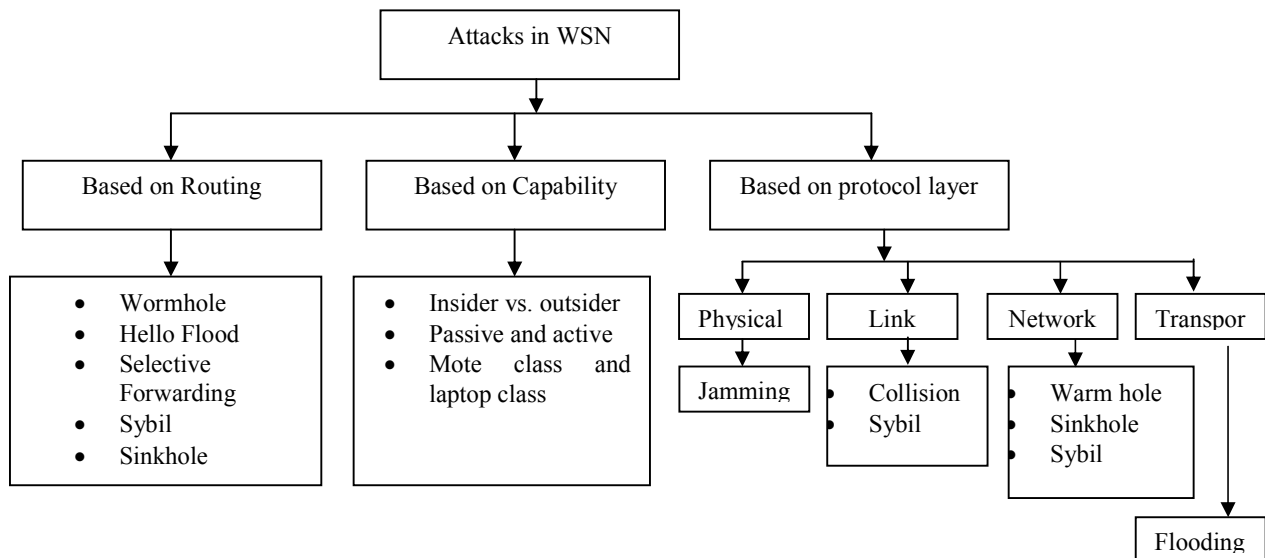 Attacks in WSN
Based on Routing
Based on Capability
Based on protocol layer
• Wormhole
• Hello Flood
• Selective
Forwarding
• Sybil
• Sinkhole
• Insider vs. outsider
• Passive and active
• Mote class and
laptop class
Physical
Link
Network
Transpor
Jamming
• Collision
• Sybil
• Warm hole
• Sinkhole
• Sybil
Flooding